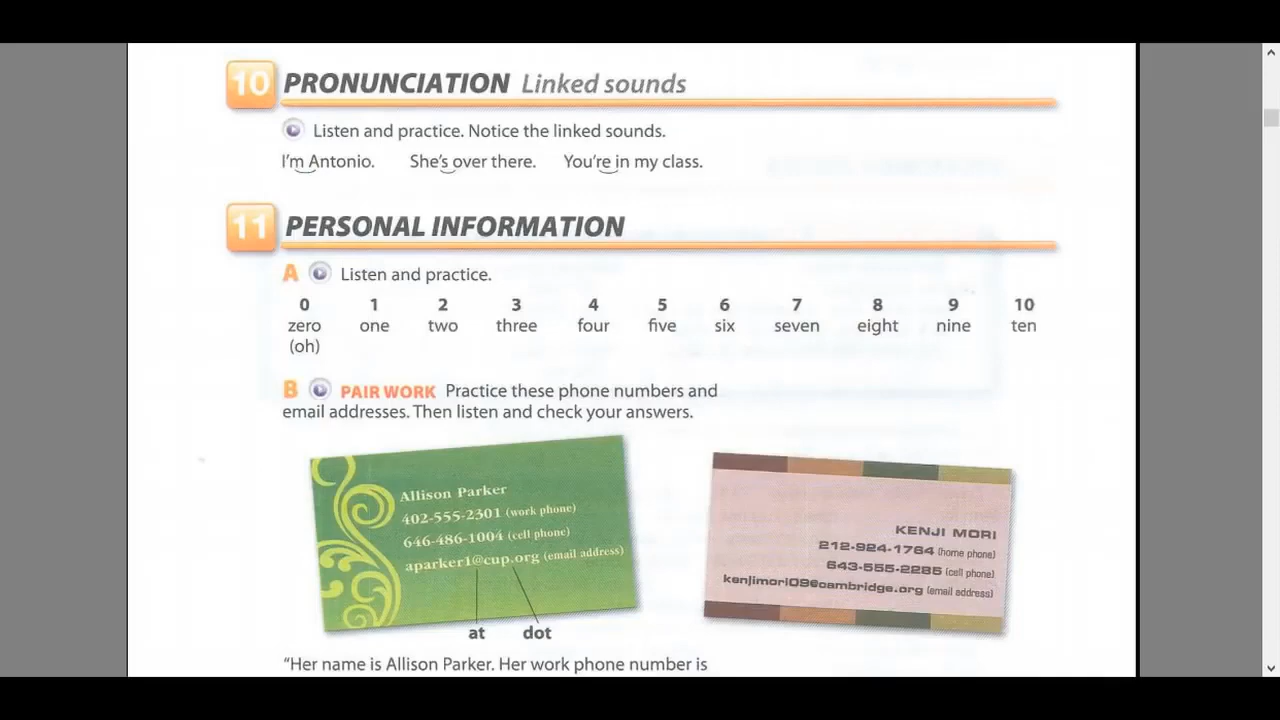 10 PRONUNCIATION Linked sounds
Listen and practice. Notice the linked sounds.
I'm Antonio. She's over there. You're in my class.
11 PERSONAL INFORMATION
A Listen and practice.
0 1 2 3 4 5 6 7 8 9 10
zero one two three four five six seven eight nine ten
(oh)
B PAIR WORK Practice these phone numbers and
email addresses. Then listen and check your answers.
Allison Parker
402-555-2301 (work phone)
646-486-1004 (cell phone)
aparker1@cup.org (email address)
at dot
KENJI MORI
212-924-1764 (home phone)
643-555-2285 (cell phone)
kenjimori09@cambridge.org (email address)
"Her name is Allison Parker. Her work phone number is